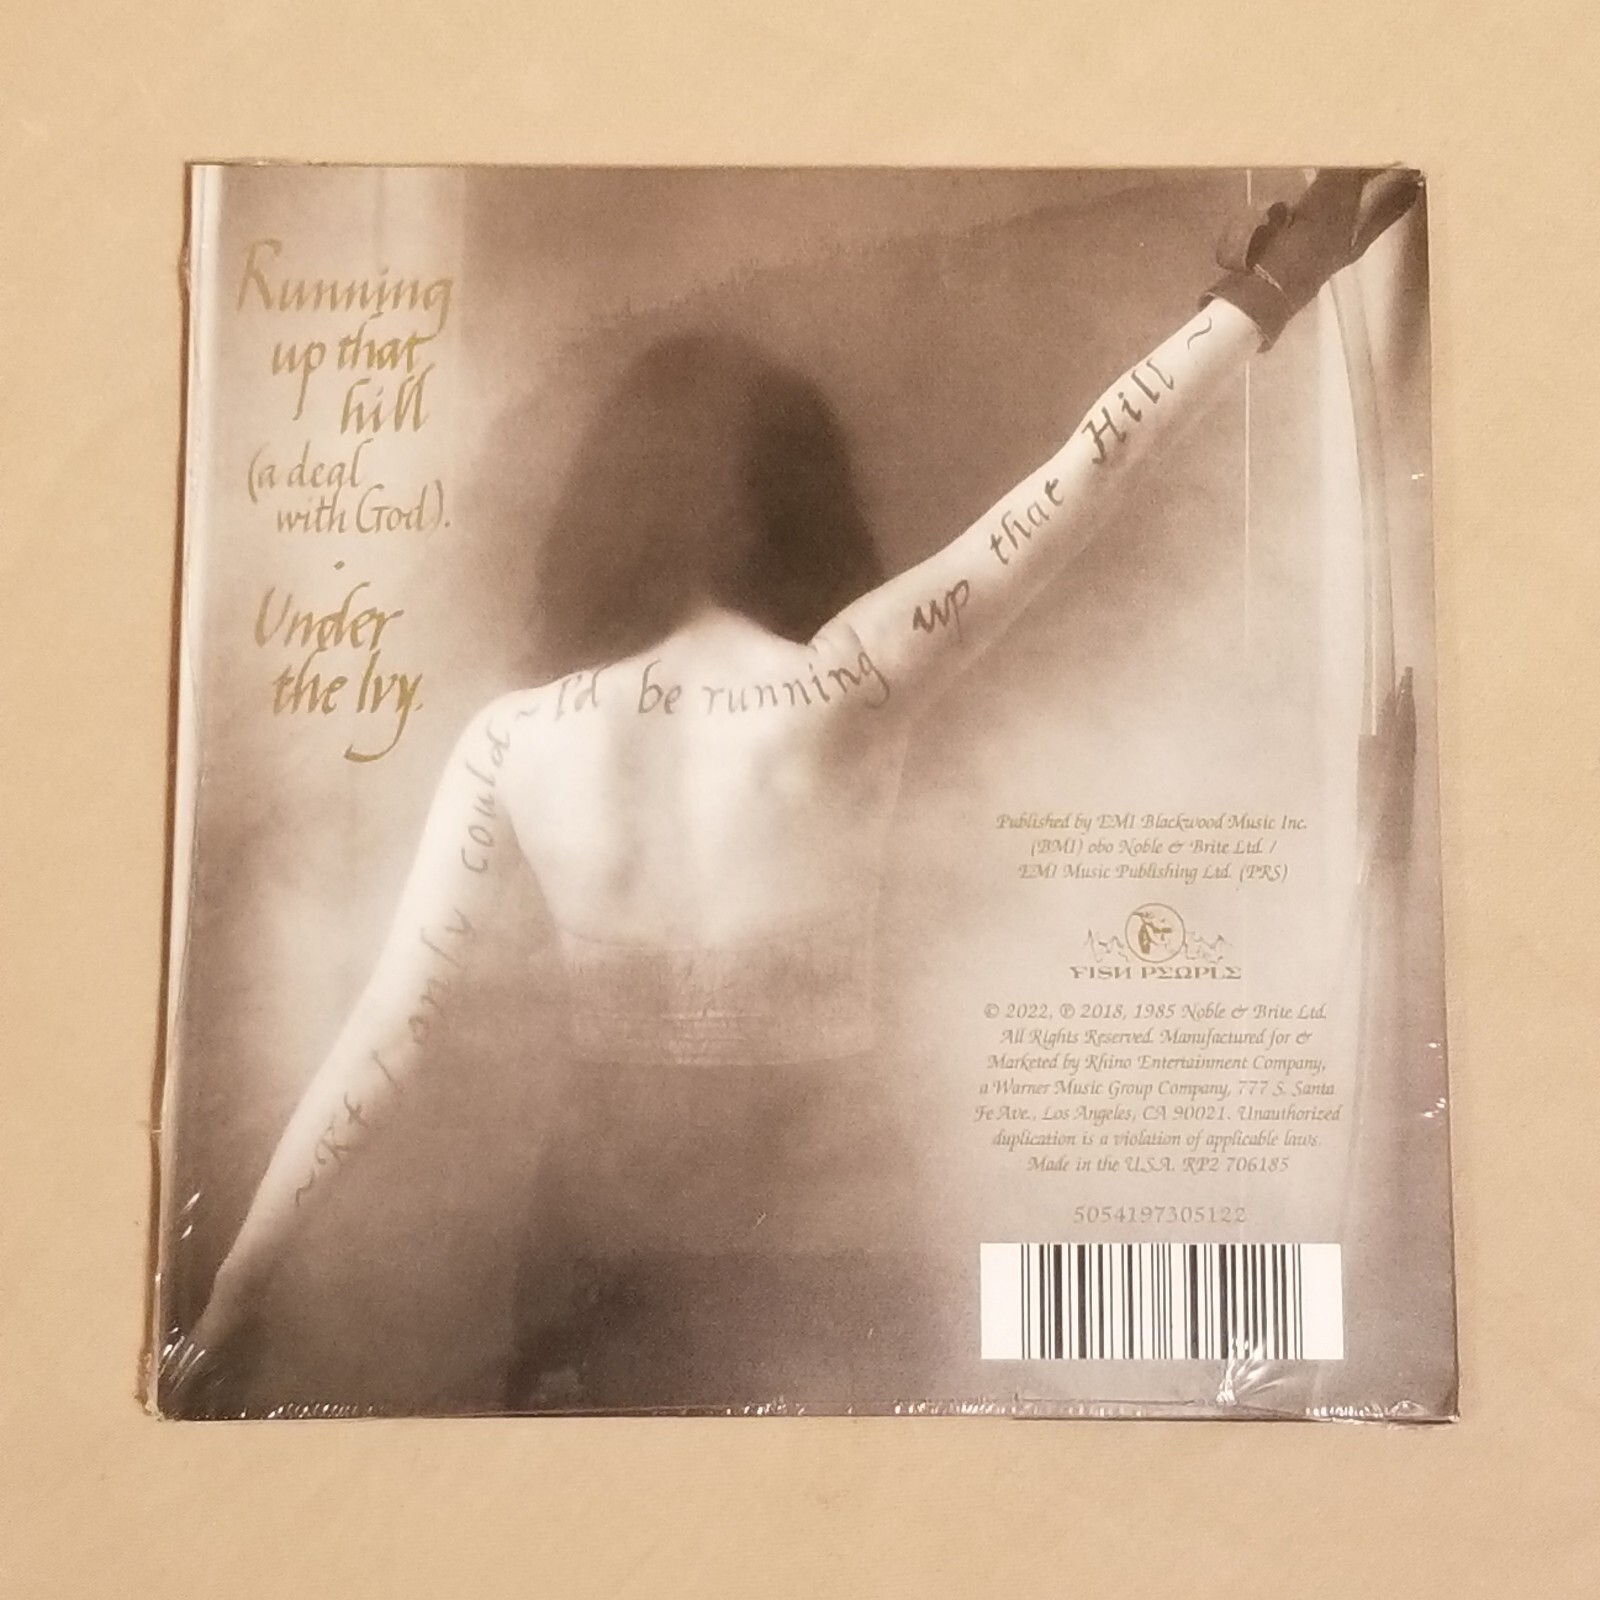 Running
up that
hill
(a deal
with God).
·
Under
the Ivy.
~ Kt I only could ~ I'd be running up that Hill ~
Published by EMI Blackwood Music Inc.
(BMI) obo Noble & Brite Ltd. /
EMI Music Publishing Ltd. (PRS)
FISH PEOPLE
© 2022, ℗ 2018, 1985 Noble & Brite Ltd.
All Rights Reserved. Manufactured for &
Marketed by Rhino Entertainment Company,
a Warner Music Group Company, 777 S. Santa
Fe Ave., Los Angeles, CA 90021. Unauthorized
duplication is a violation of applicable laws.
Made in the U.S.A. RP2 706185
5054197305122